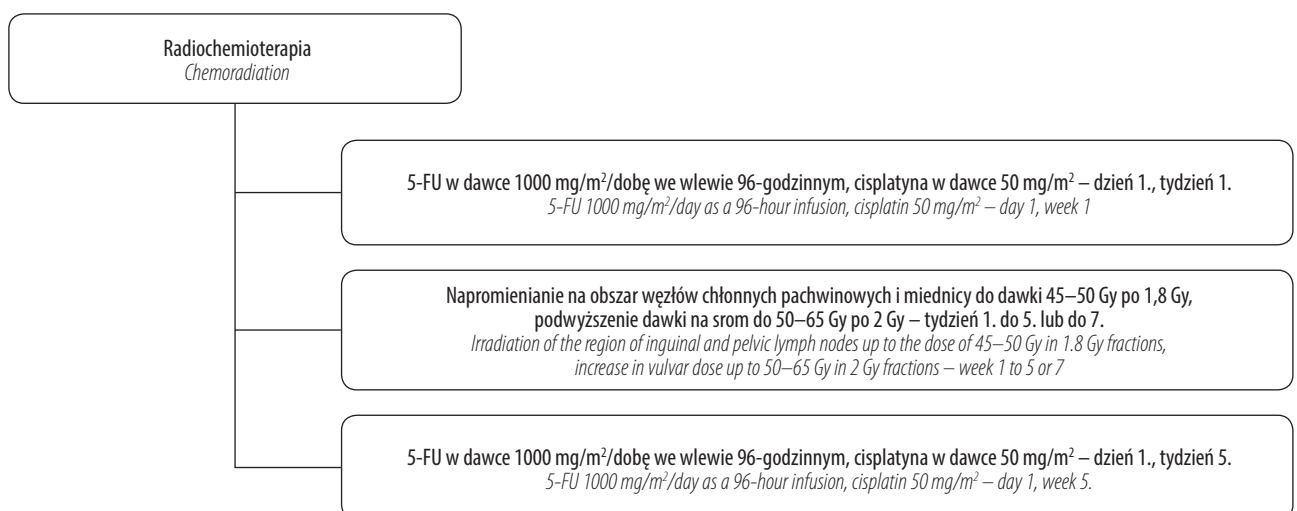 Radiochemioterapia
Chemoradiation
5-FU w dawce 1000 mg/m²/dobę we wlewie 96-godzinnym, cisplatyna w dawce 50 mg/m² – dzień 1., tydzień 1.
5-FU 1000 mg/m²/day as a 96-hour infusion, cisplatin 50 mg/m² – day 1, week 1
Napromienianie na obszar węzłów chłonnych pachwinowych i miednicy do dawki 45–50 Gy po 1,8 Gy,
podwyższenie dawki na srom do 50–65 Gy po 2 Gy – tydzień 1. do 5. lub do 7.
Irradiation of the region of inguinal and pelvic lymph nodes up to the dose of 45–50 Gy in 1.8 Gy fractions,
increase in vulvar dose up to 50–65 Gy in 2 Gy fractions – week 1 to 5 or 7
5-FU w dawce 1000 mg/m²/dobę we wlewie 96-godzinnym, cisplatyna w dawce 50 mg/m² – dzień 1., tydzień 5.
5-FU 1000 mg/m²/day as a 96-hour infusion, cisplatin 50 mg/m² – day 1, week 5.